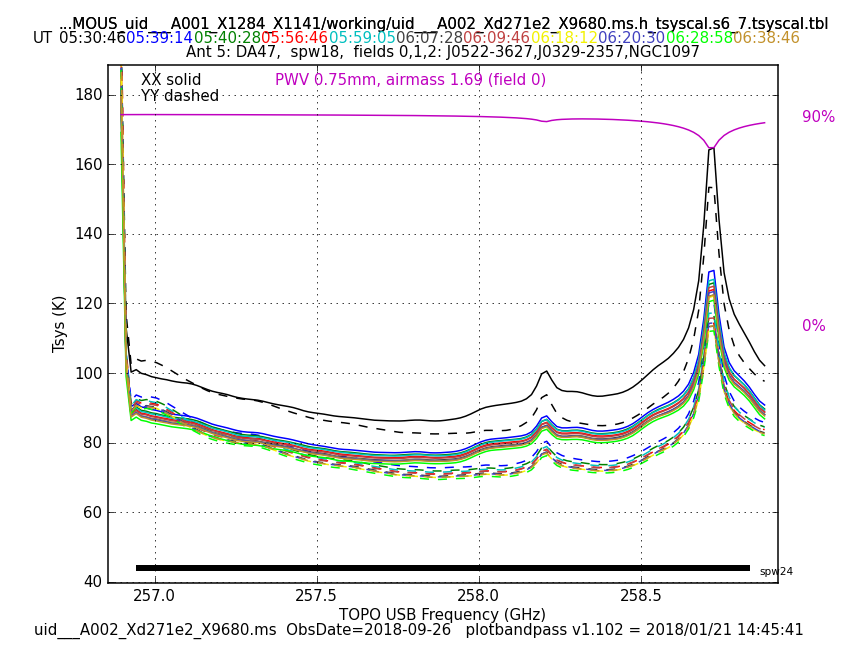 ...MOUS_uid___A001_X1284_X1141/working/uid___A002_Xd271e2_X9680.ms.h_tsyscal.s6_7.tsyscal.tbl
UT 05:30:46 05:39:14 05:40:28 05:56:46 05:59:05 06:07:28 06:09:46 06:18:12 06:20:30 06:28:58 06:38:46
Ant 5: DA47, spw18, fields 0,1,2: J0522-3627,J0329-2357,NGC1097
XX solid
PWV 0.75mm, airmass 1.69 (field 0)
YY dashed
180
90%
160
140
120
Tsys (K)
0%
100
80
60
40
spw24
257.0 257.5 258.0 258.5
TOPO USB Frequency (GHz)
uid___A002_Xd271e2_X9680.ms ObsDate=2018-09-26 plotbandpass v1.102 = 2018/01/21 14:45:41